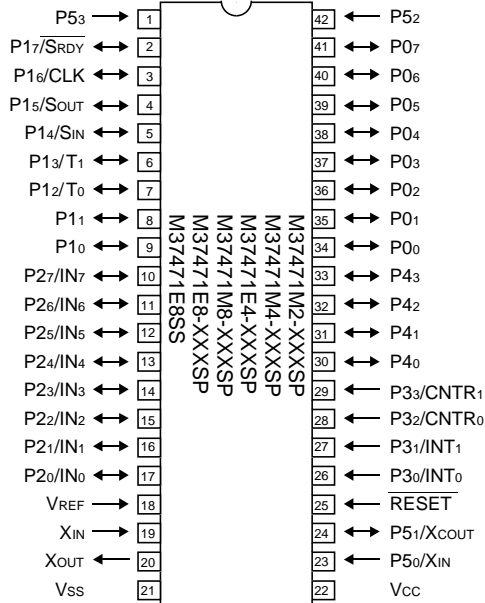 P53
P17/SRDY
P16/CLK
P15/SOUT
P14/SIN
P13/T1
P12/T0
P11
P10
P27/IN7
P26/IN6
P25/IN5
P24/IN4
P23/IN3
P22/IN2
P21/IN1
P20/IN0
VREF
XIN
XOUT
VSS
1
2
3
4
5
6
7
8
9
10
11
12
13
14
15
16
17
18
19
20
21
M37471M2-XXXSP
M37471M4-XXXSP
M37471E4-XXXSP
M37471M8-XXXSP
M37471E8-XXXSP
M37471E8SS
42
41
40
39
38
37
36
35
34
33
32
31
30
29
28
27
26
25
24
23
22
P52
P07
P06
P05
P04
P03
P02
P01
P00
P43
P42
P41
P40
P33/CNTR1
P32/CNTR0
P31/INT1
P30/INT0
RESET
P51/XCOUT
P50/XIN
VCC